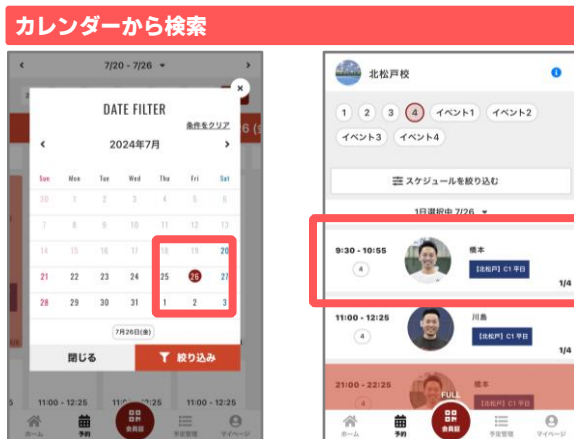 カレンダーから検索
7/20 - 7/26
DATE FILTER
条件をクリア
2024年7月
Sun Mon Tue Wed Thu Fri Sat
30 1 2 3 4 5 6
7 8 9 10 11 12 13
14 15 16 17 18 19 20
21 22 23 24 25 26 27
28 29 30 31 1 2 3
7月26日(金)
閉じる 絞り込み
11:00 - 12:25 11:00 - 12:25 11:00 - 12:25
ホーム 予約 会員証 予定管理 マイページ
北松戸校
1 2 3 4 イベント1 イベント2
イベント3 イベント4
スケジュールを絞り込む
1日選択中 7/26
9:30 - 10:55 橋本
4 【北松戸】C1 平日
1/4
11:00 - 12:25 川島
4 【北松戸】C1 平日
1/4
21:00 - 22:25 橋本
FULL
4 【北松戸】C1 平日
ホーム 予約 会員証 予定管理 マイページ